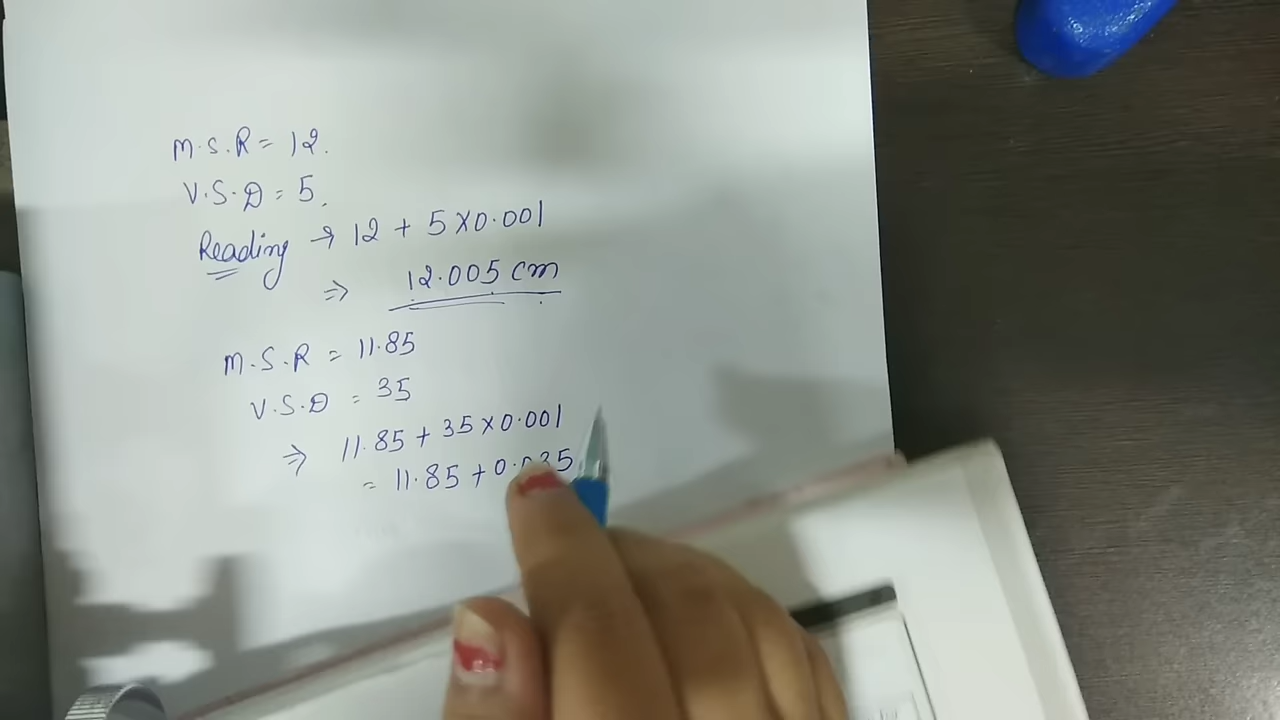 M.S.R = 12.
V.S.D = 5.
Reading → 12 + 5×0.001
⇒ 12.005 cm
M.S.R = 11.85
V.S.D = 35
⇒ 11.85 + 35×0.001
= 11.85 + 0.035